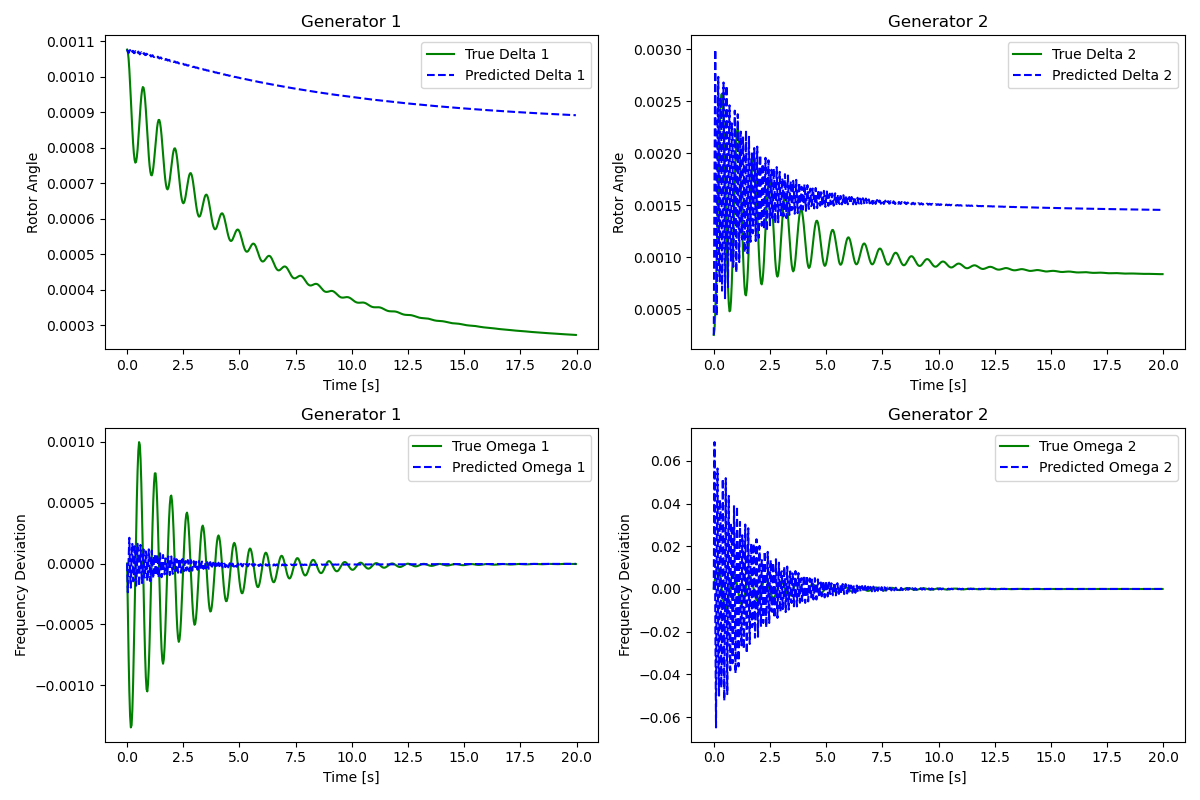 Generator 1
Rotor Angle
0.0011
0.0010
0.0009
0.0008
0.0007
0.0006
0.0005
0.0004
0.0003
True Delta 1
Predicted Delta 1
0.0 2.5 5.0 7.5 10.0 12.5 15.0 17.5 20.0
Time [s]
Generator 2
Rotor Angle
0.0030
0.0025
0.0020
0.0015
0.0010
0.0005
True Delta 2
Predicted Delta 2
0.0 2.5 5.0 7.5 10.0 12.5 15.0 17.5 20.0
Time [s]
Generator 1
Frequency Deviation
0.0010
0.0005
0.0000
−0.0005
−0.0010
True Omega 1
Predicted Omega 1
0.0 2.5 5.0 7.5 10.0 12.5 15.0 17.5 20.0
Time [s]
Generator 2
Frequency Deviation
0.06
0.04
0.02
0.00
−0.02
−0.04
−0.06
True Omega 2
Predicted Omega 2
0.0 2.5 5.0 7.5 10.0 12.5 15.0 17.5 20.0
Time [s]